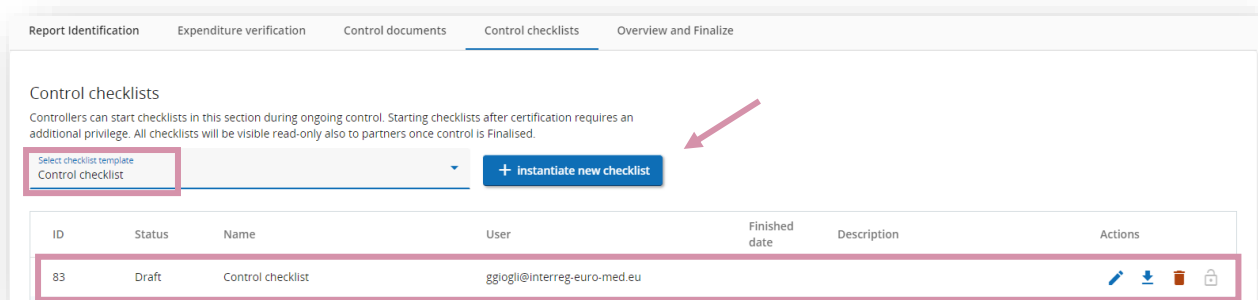 Report Identification Expenditure verification Control documents Control checklists Overview and Finalize
Control checklists
Controllers can start checklists in this section during ongoing control. Starting checklists after certification requires an
additional privilege. All checklists will be visible read-only also to partners once control is Finalised.
Select checklist template
Control checklist
+ instantiate new checklist
ID Status Name User Finished date Description Actions
83 Draft Control checklist ggiogli@interreg-euro-med.eu